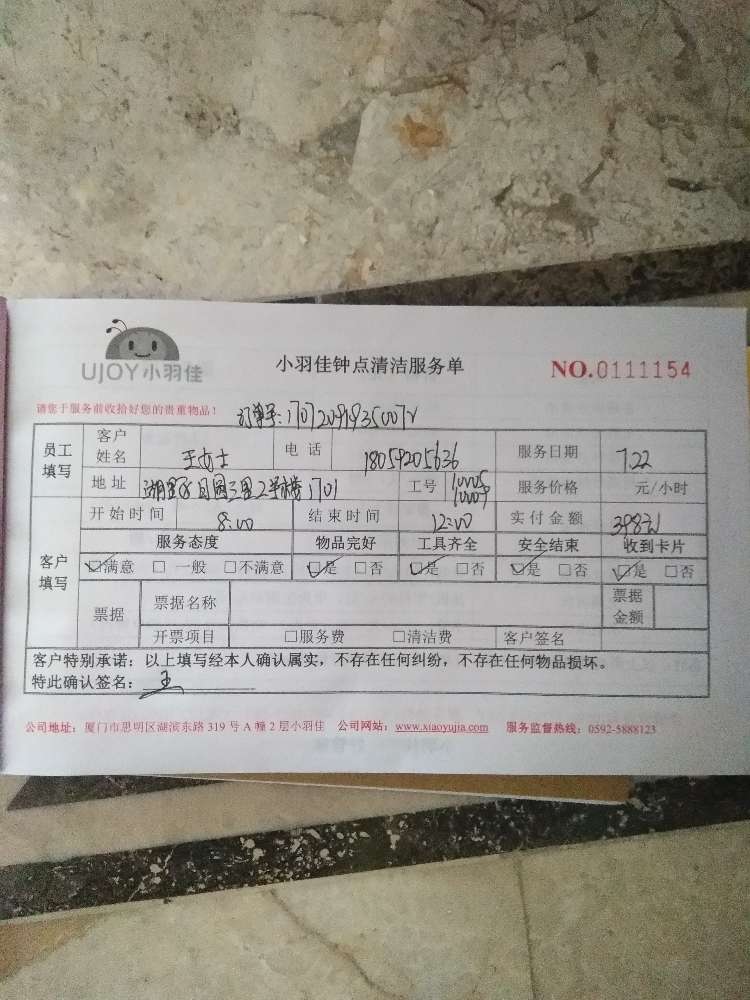 UJOY小羽佳
小羽佳钟点清洁服务单
NO.0111154
请您于服务前收拾好您的贵重物品!
订单号:
员工填写 客户姓名 王女士 电话 18059205636 服务日期 7.22
地址 工号 服务价格 元/小时
客户填写 开始时间 8:00 结束时间 12:00 实付金额 398元
服务态度 物品完好 工具齐全 安全结束 收到卡片
☑满意 □一般 □不满意 ☑是 □否 ☑是 □否 ☑是 □否 ☑是 □否
票据 票据名称 票据金额
开票项目 □服务费 □清洁费 客户签名
客户特别承诺:以上填写经本人确认属实,不存在任何纠纷,不存在任何物品损坏。
特此确认签名: 王
公司地址:厦门市思明区湖滨东路 319 号 A 幢 2 层小羽佳 公司网站:www.xiaoyujia.com 服务监督热线:0592-5888123